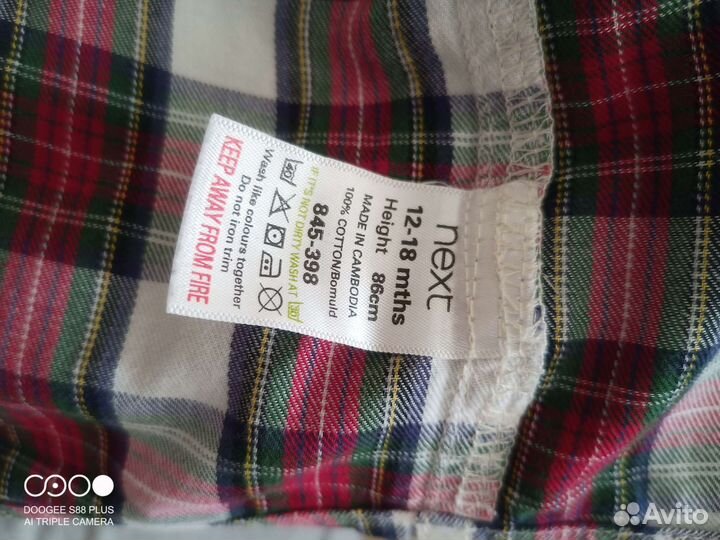 next
12-18 mths
Height 86cm
MADE IN CAMBODIA
100% COTTON/Bomuld
845-398
IF IT'S NOT DIRTY WASH AT 30
40
Wash like colours together
Do not iron trim
KEEP AWAY FROM FIRE
DOOGEE S88 PLUS
AI TRIPLE CAMERA
Avito